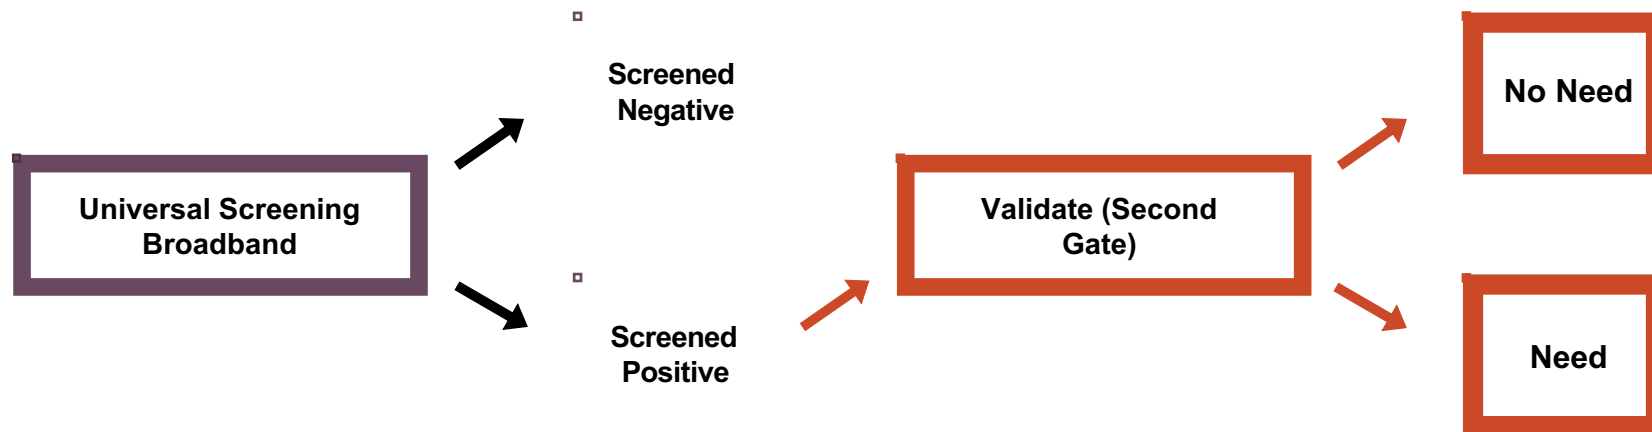 Screened
Negative
No Need
Universal Screening
Broadband
Validate (Second
Gate)
Screened
Positive
Need